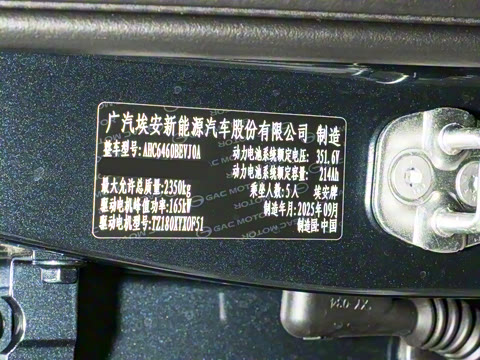 广汽埃安新能源汽车股份有限公司 制造
整车型号:AHC6460BEVJ0A 动力电池系统额定电压:351.6V
动力电池系统额定容量:214Ah
最大允许总质量:2350kg 乘坐人数:5人 埃安牌
驱动电机峰值功率:165kW 制造年月:2025年09月
驱动电机型号:TZ180XYX0F51 制造国:中国
GAC MOTOR